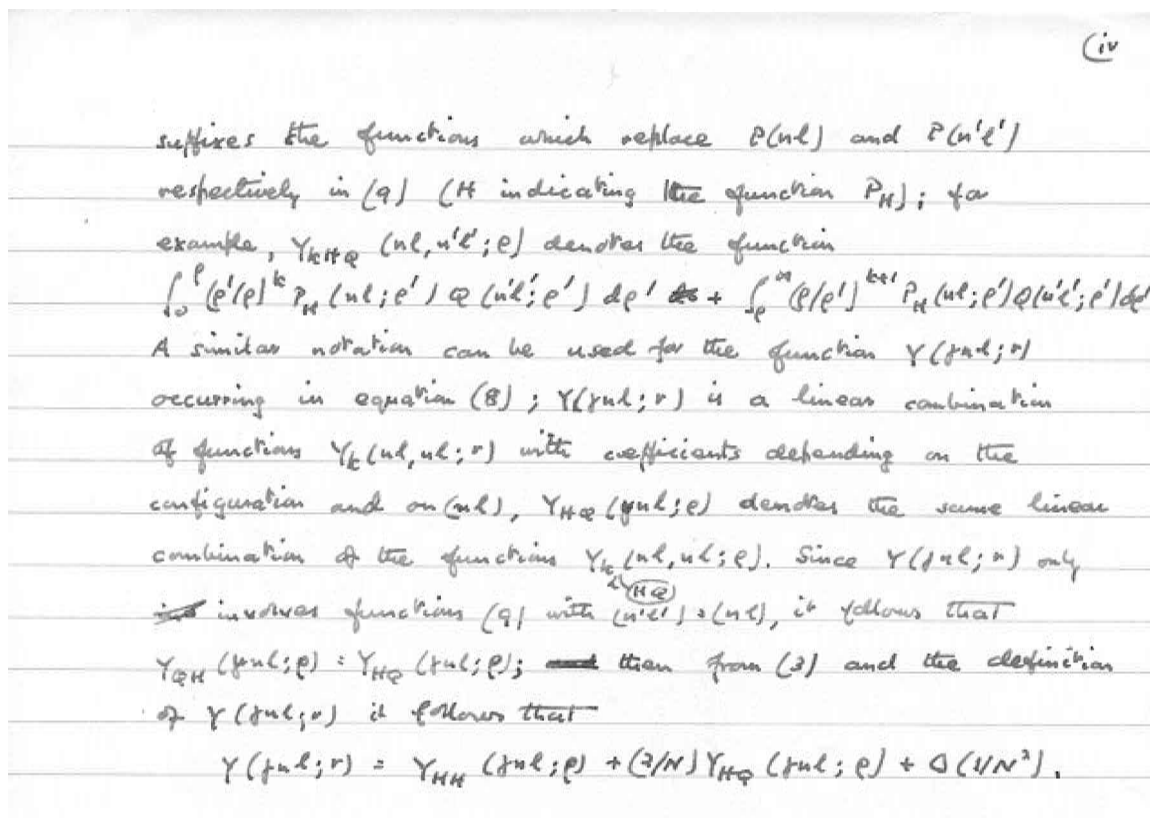 (iv
suffixes the functions which replace P(nl) and P(n'l')
respectively in (9) (H indicating the function P_H); for
example, Y_kHQ (nl, n'l'; ρ) denotes the function
∫_0^ρ (ρ'/ρ)^k P_H (nl; ρ') Q (n'l'; ρ') dρ' + ∫_ρ^∞ (ρ/ρ')^{k+1} P_H (nl; ρ') Q (n'l'; ρ') dρ'
A similar notation can be used for the function Y(γnl; r)
occurring in equation (8); Y(γnl; r) is a linear combination
of functions Y_k (nl, nl; r) with coefficients depending on the
configuration and on (nl), Y_HQ (γnl; ρ) denotes the same linear
combination of the functions Y_k HQ (nl, nl; ρ). Since Y(γnl; r) only
involves functions (9) with (n'l') = (nl), it follows that
Y_QH (γnl; ρ) = Y_HQ (γnl; ρ); then from (3) and the definition
of Y (γnl; r) it follows that
Y (γnl; r) = Y_HH (γnl; ρ) + (2/N) Y_HQ (γnl; ρ) + O(1/N²).